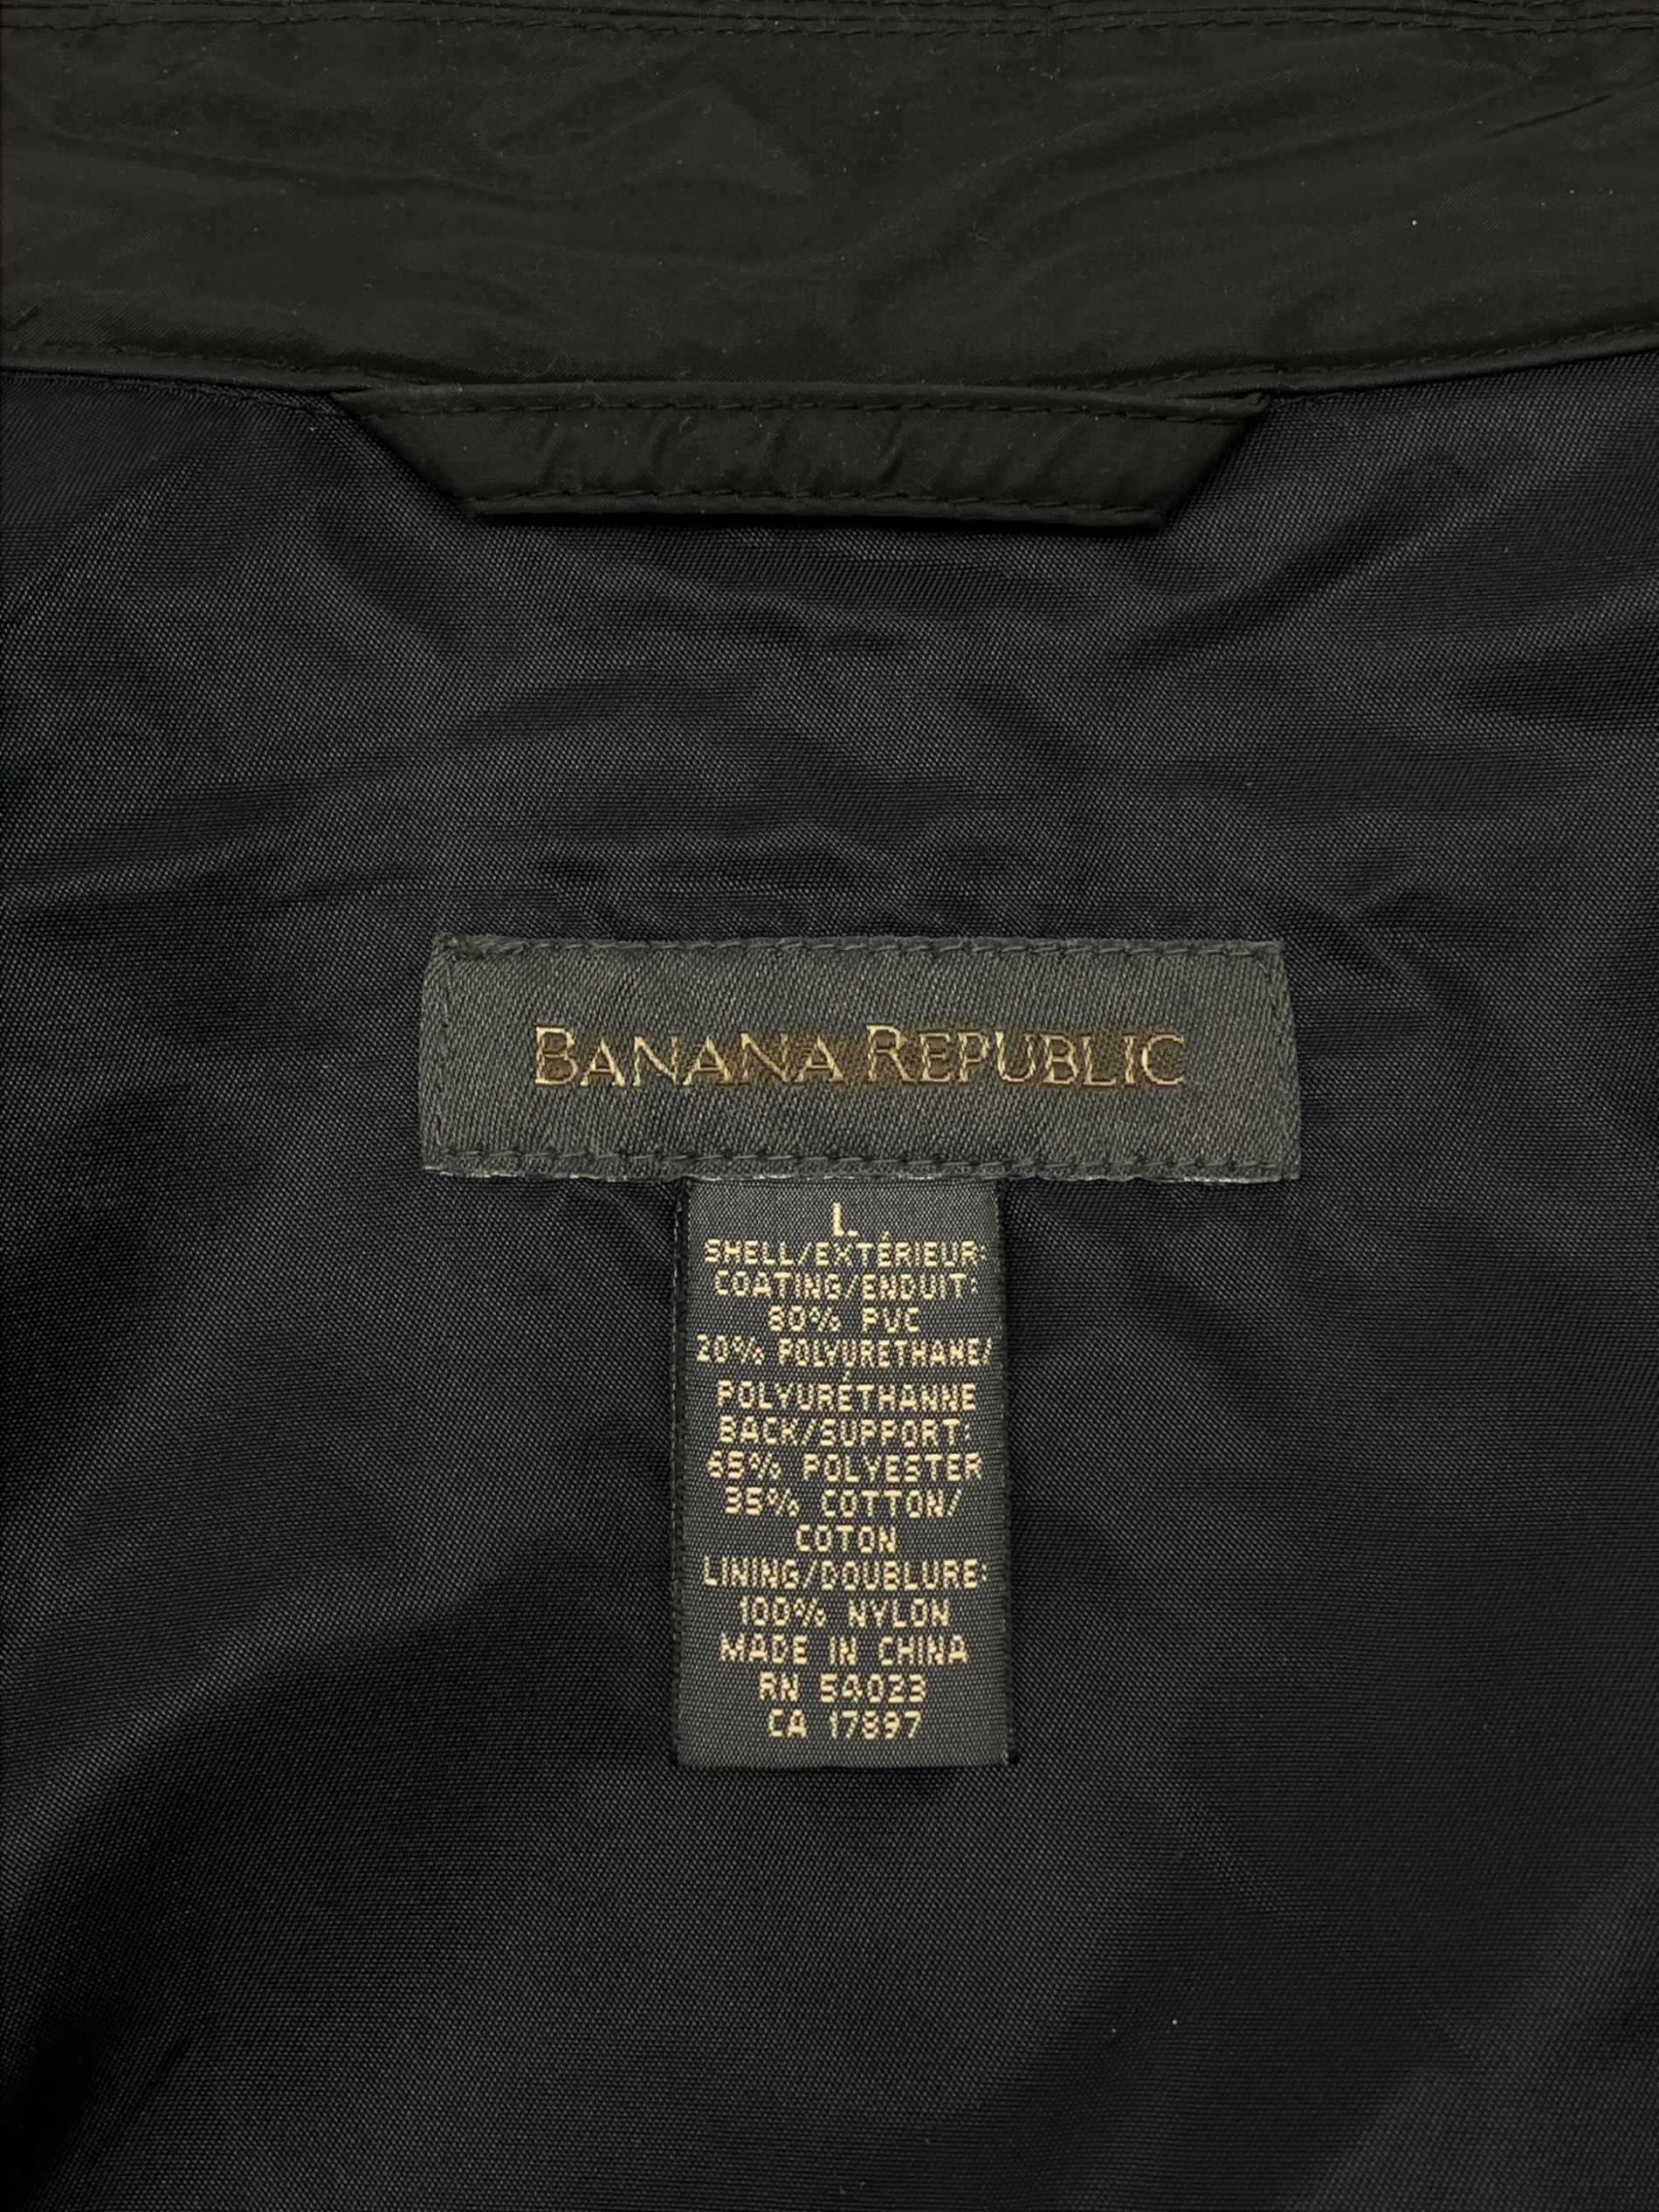 BANANA REPUBLIC
L
SHELL/EXTÉRIEUR:
COATING/ENDUIT:
80% PVC
20% POLYURETHANE/
POLYURÉTHANNE
BACK/SUPPORT:
65% POLYESTER
35% COTTON/
COTON
LINING/DOUBLURE:
100% NYLON
MADE IN CHINA
RN 54023
CA 17897